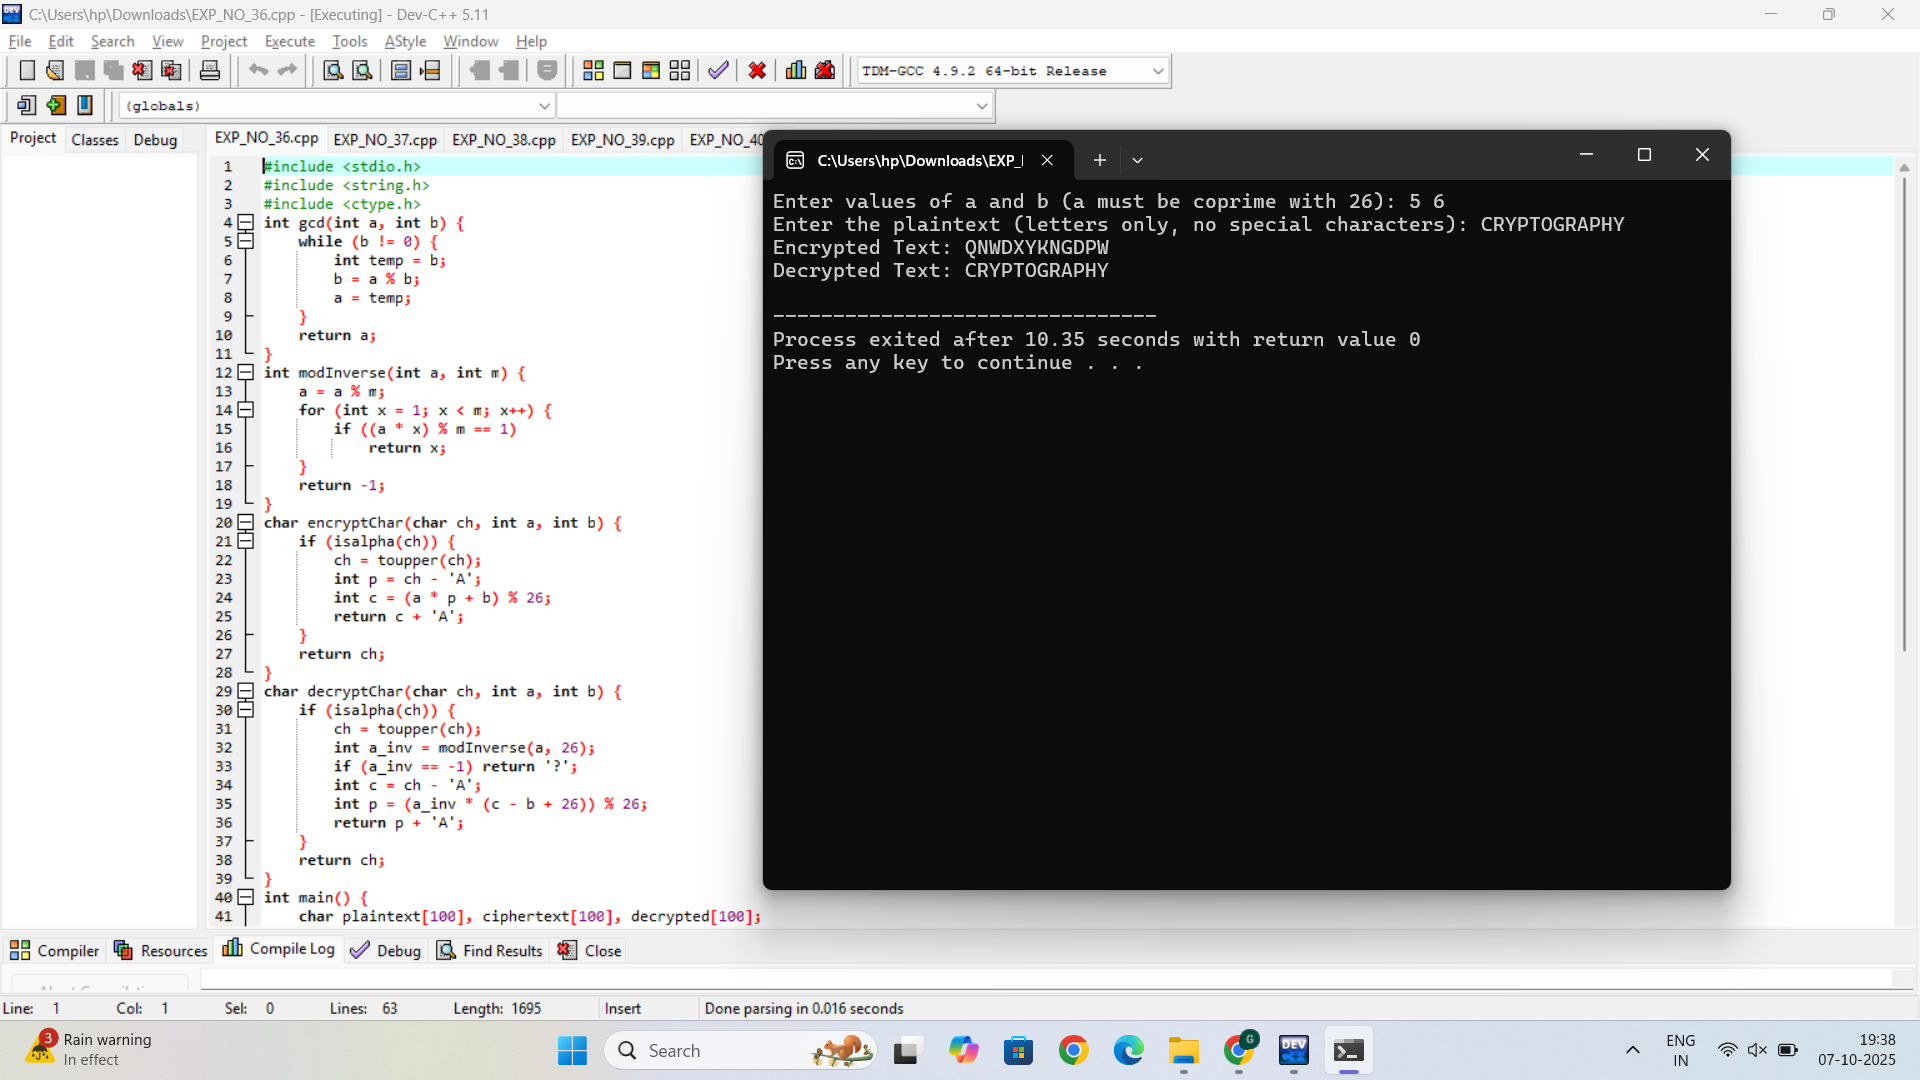 C:\Users\hp\Downloads\EXP_NO_36.cpp - [Executing] - Dev-C++ 5.11
File Edit Search View Project Execute Tools AStyle Window Help
TDM-GCC 4.9.2 64-bit Release
(globals)
Project Classes Debug
EXP_NO_36.cpp EXP_NO_37.cpp EXP_NO_38.cpp EXP_NO_39.cpp EXP_NO_40
1 #include <stdio.h>
2 #include <string.h>
3 #include <ctype.h>
4 int gcd(int a, int b) {
5 while (b != 0) {
6 int temp = b;
7 b = a % b;
8 a = temp;
9 }
10 return a;
11 }
12 int modInverse(int a, int m) {
13 a = a % m;
14 for (int x = 1; x < m; x++) {
15 if ((a * x) % m == 1)
16 return x;
17 }
18 return -1;
19 }
20 char encryptChar(char ch, int a, int b) {
21 if (isalpha(ch)) {
22 ch = toupper(ch);
23 int p = ch - 'A';
24 int c = (a * p + b) % 26;
25 return c + 'A';
26 }
27 return ch;
28 }
29 char decryptChar(char ch, int a, int b) {
30 if (isalpha(ch)) {
31 ch = toupper(ch);
32 int a_inv = modInverse(a, 26);
33 if (a_inv == -1) return '?';
34 int c = ch - 'A';
35 int p = (a_inv * (c - b + 26)) % 26;
36 return p + 'A';
37 }
38 return ch;
39 }
40 int main() {
41 char plaintext[100], ciphertext[100], decrypted[100];
C:\Users\hp\Downloads\EXP_
Enter values of a and b (a must be coprime with 26): 5 6
Enter the plaintext (letters only, no special characters): CRYPTOGRAPHY
Encrypted Text: QNWDXYKNGDPW
Decrypted Text: CRYPTOGRAPHY
--------------------------------
Process exited after 10.35 seconds with return value 0
Press any key to continue . . .
Compiler Resources Compile Log Debug Find Results Close
Line: 1 Col: 1 Sel: 0 Lines: 63 Length: 1695 Insert Done parsing in 0.016 seconds
3
Rain warning
In effect
Search
G
DEV
ENG
IN
19:38
07-10-2025